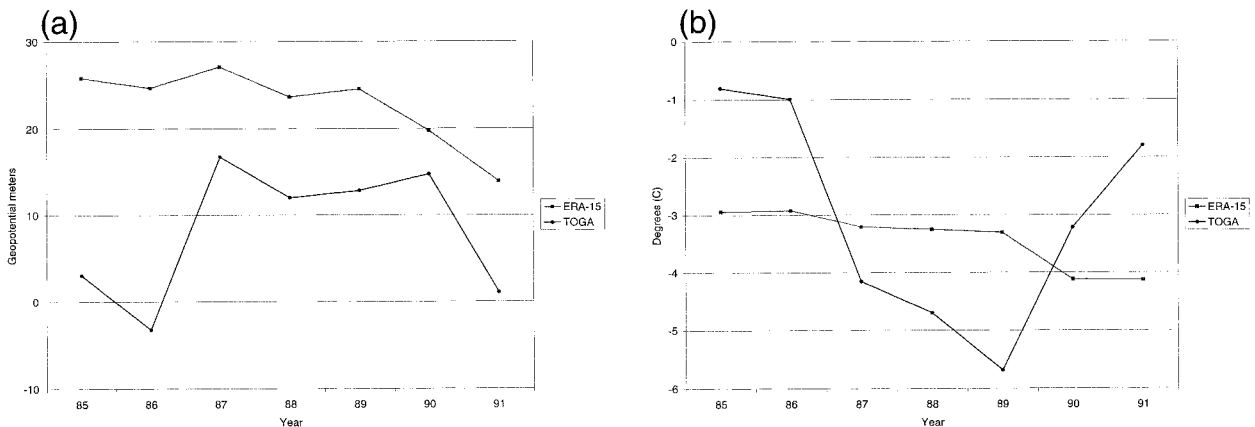 (a)
30
20
10
0
-10
Geopotential meters
85 86 87 88 89 90 91
Year
ERA-15
TOGA
(b)
0
-1
-2
-3
-4
-5
-6
Degrees (C)
85 86 87 88 89 90 91
Year
ERA-15
TOGA